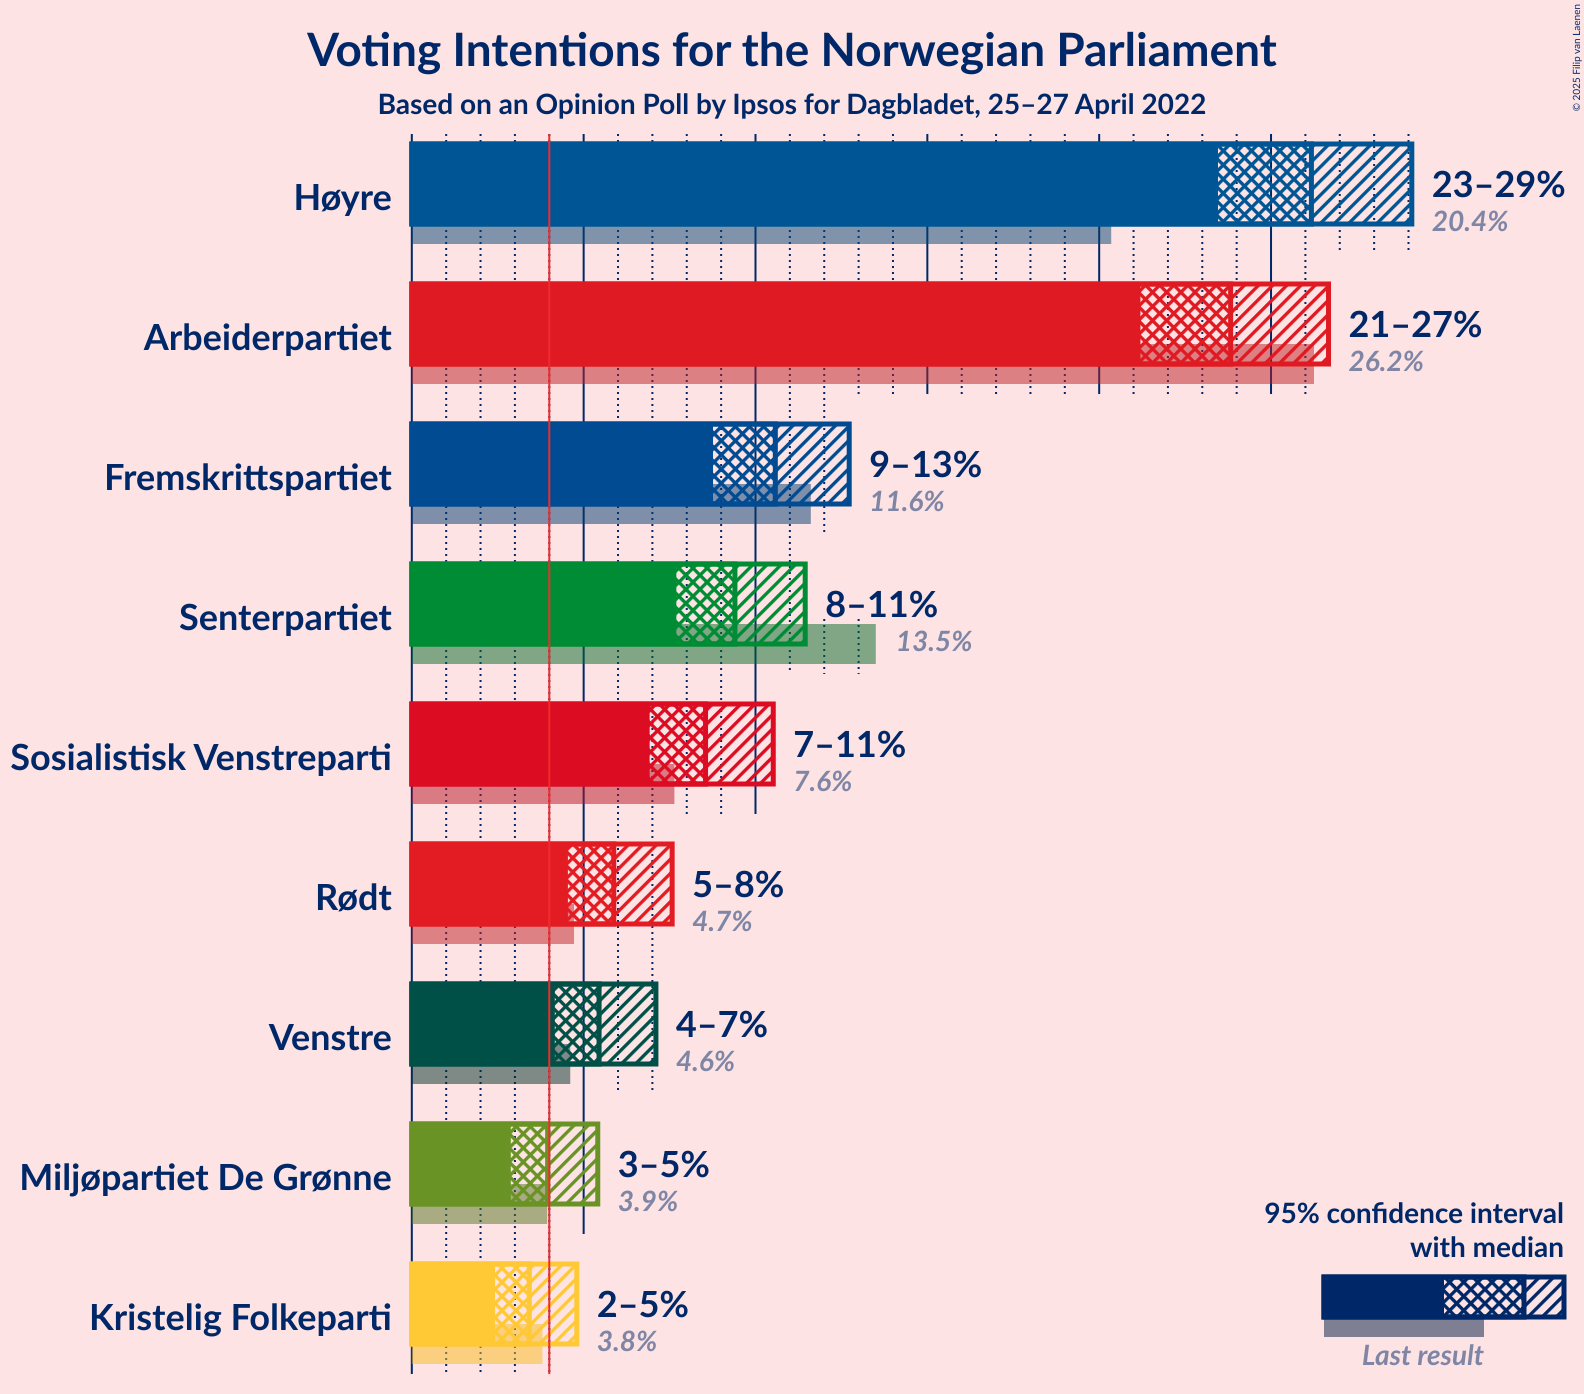 Voting Intentions for the Norwegian Parliament
Based on an Opinion Poll by Ipsos for Dagbladet, 25–27 April 2022
© 2025 Filip van Laenen
Høyre
23–29%
20.4%
Arbeiderpartiet
21–27%
26.2%
Fremskrittspartiet
9–13%
11.6%
Senterpartiet
8–11%
13.5%
Sosialistisk Venstreparti
7–11%
7.6%
Rødt
5–8%
4.7%
Venstre
4–7%
4.6%
Miljøpartiet De Grønne
3–5%
3.9%
Kristelig Folkeparti
2–5%
3.8%
95% confidence interval
with median
Last result